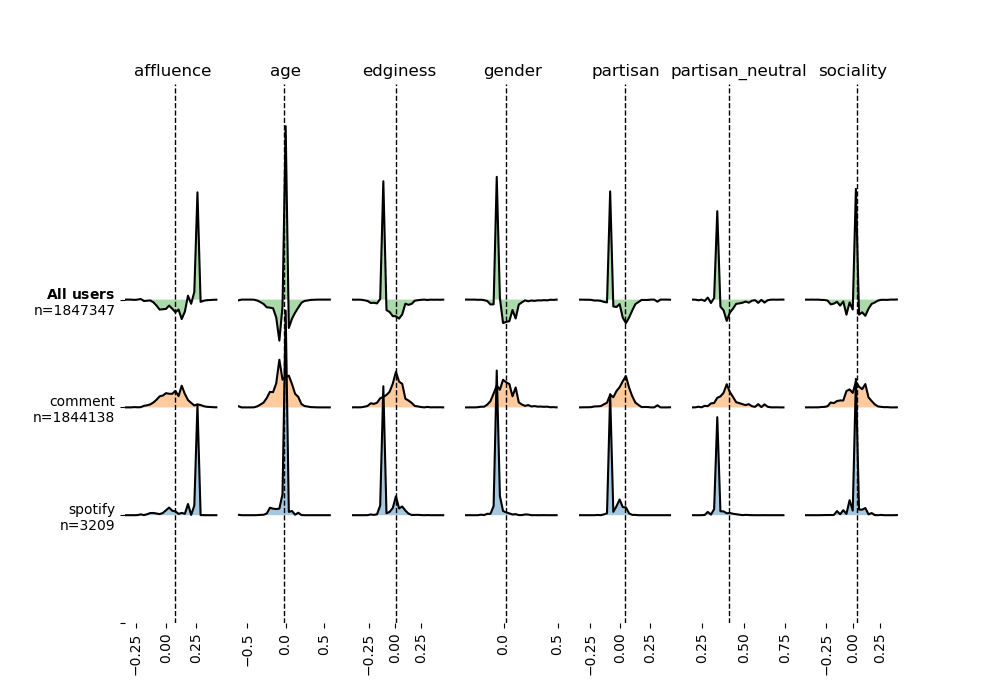 affluence age edginess gender partisan partisan_neutral sociality
All users
n=1847347
comment
n=1844138
spotify
n=3209
−0.25 0.00 0.25 −0.5 0.0 0.5 −0.25 0.00 0.25 0.0 0.5 −0.25 0.00 0.25 0.25 0.50 0.75 −0.25 0.00 0.25